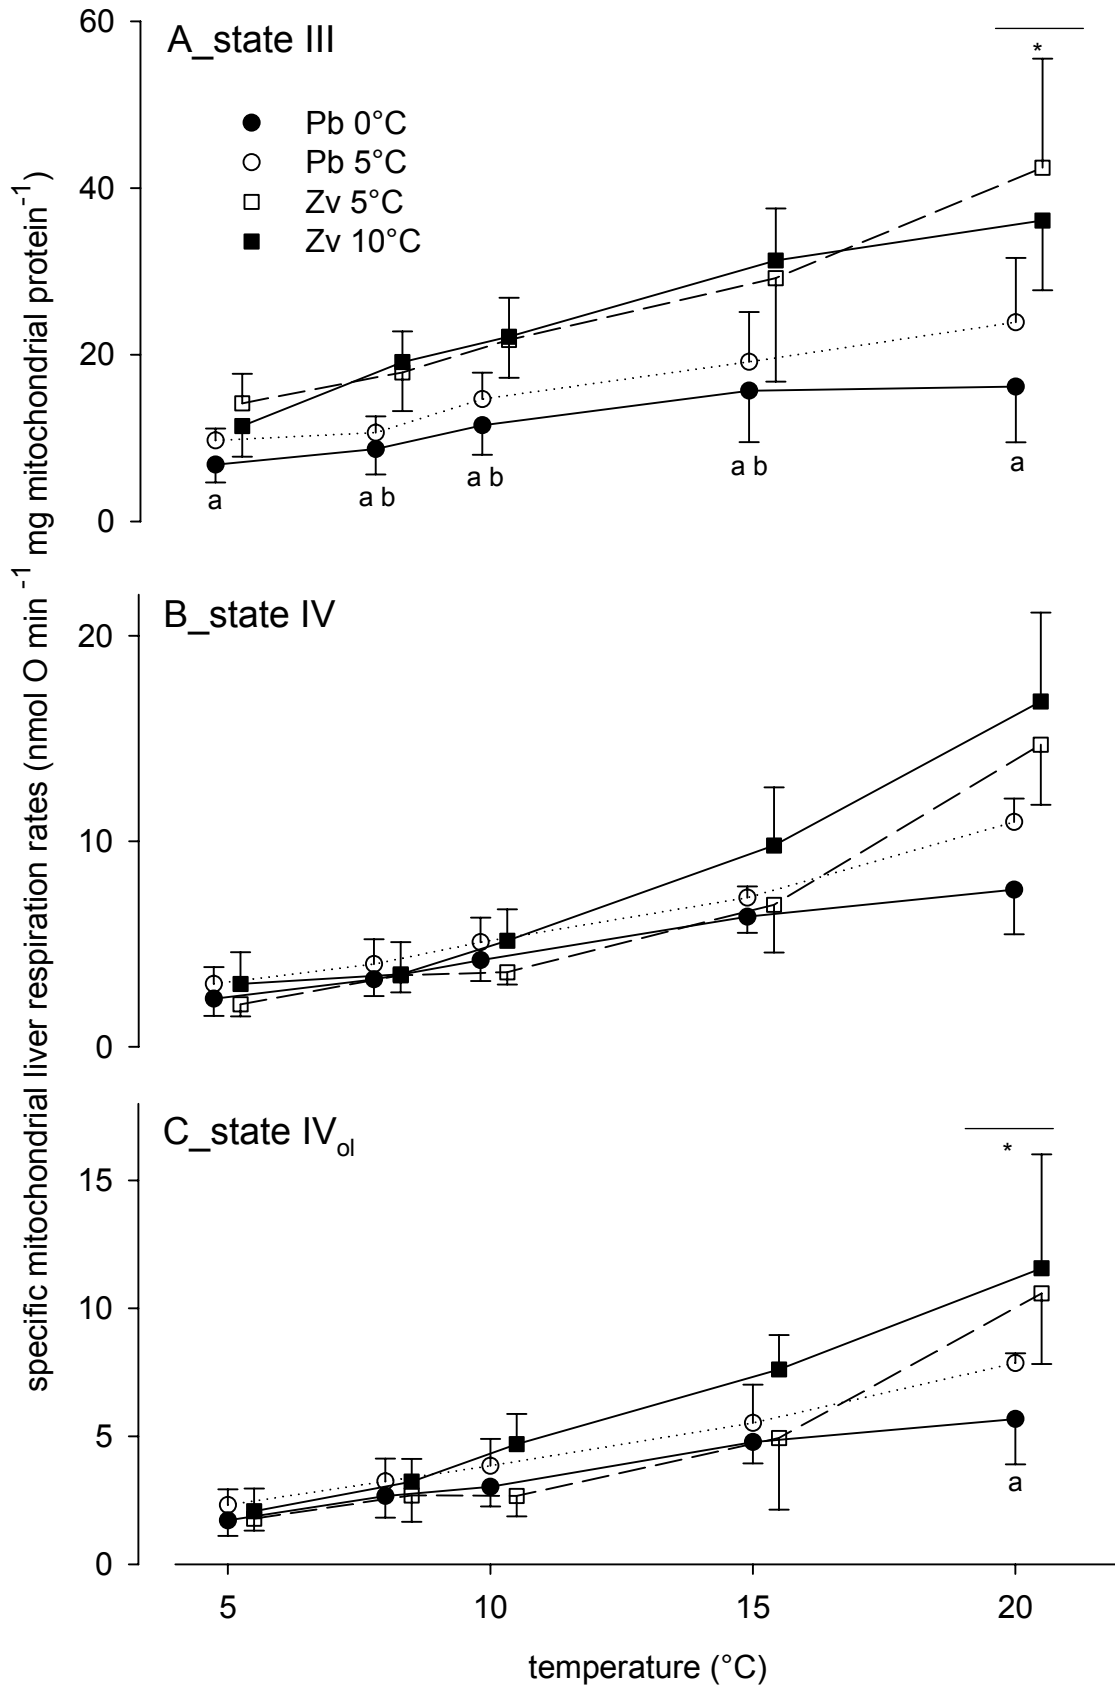 specific mitochondrial liver respiration rates (nmol O min⁻¹ mg mitochondrial protein⁻¹)
A_state III
60
40
20
0
Pb 0°C
Pb 5°C
Zv 5°C
Zv 10°C
*
a
a b
a b
a b
a
B_state IV
20
10
0
C_state IVol
15
10
5
0
*
a
5 10 15 20
temperature (°C)